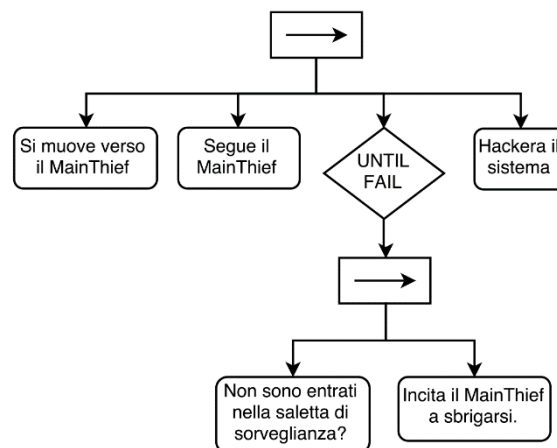 Si muove verso
il MainThief
Segue il
MainThief
UNTIL
FAIL
Hackera il
sistema
Non sono entrati
nella saletta di
sorveglianza?
Incita il MainThief
a sbrigarsi.